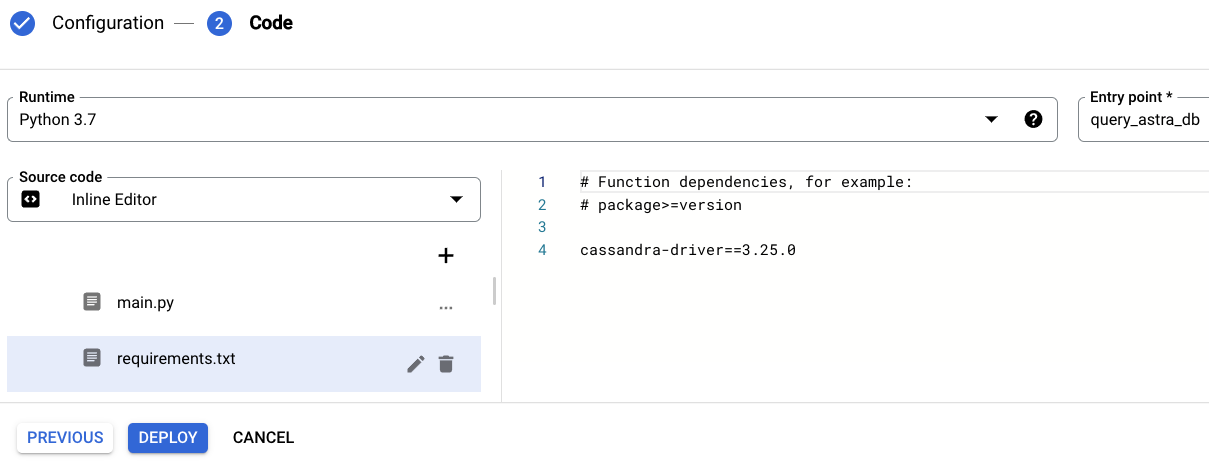 2 Configuration — Code
Runtime
Python 3.7
Entry point *
query_astra_db
Source code
Inline Editor
main.py
...
requirements.txt
1 # Function dependencies, for example:
2 # package>=version
3
4 cassandra-driver==3.25.0
PREVIOUS DEPLOY CANCEL